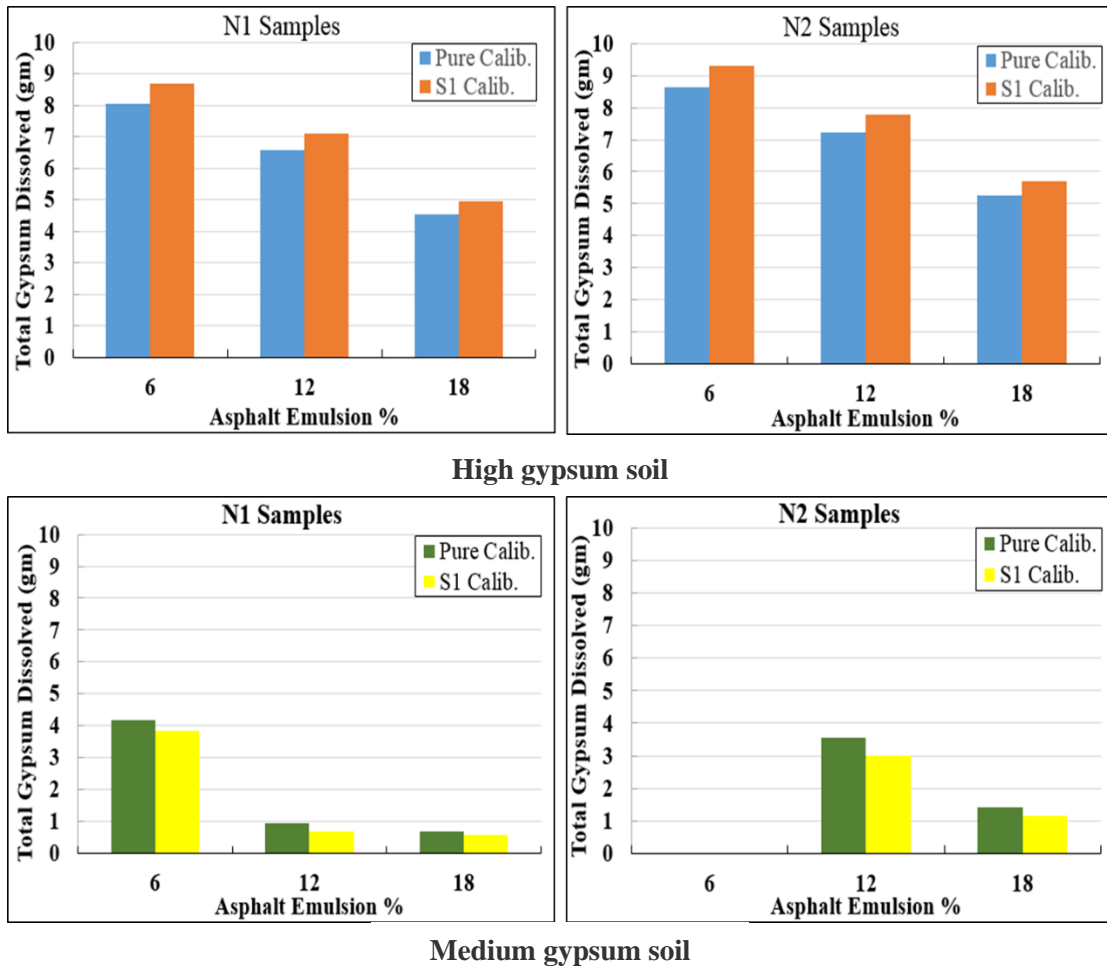 N1 Samples
Pure Calib.
S1 Calib.
Total Gypsum Dissolved (gm)
10
9
8
7
6
5
4
3
2
1
0
6 12 18
Asphalt Emulsion %
N2 Samples
Pure Calib.
S1 Calib.
Total Gypsum Dissolved (gm)
10
9
8
7
6
5
4
3
2
1
0
6 12 18
Asphalt Emulsion %
High gypsum soil
N1 Samples
Pure Calib.
S1 Calib.
Total Gypsum Dissolved (gm)
10
9
8
7
6
5
4
3
2
1
0
6 12 18
Asphalt Emulsion %
N2 Samples
Pure Calib.
S1 Calib.
Total Gypsum Dissolved (gm)
10
9
8
7
6
5
4
3
2
1
0
6 12 18
Asphalt Emulsion %
Medium gypsum soil